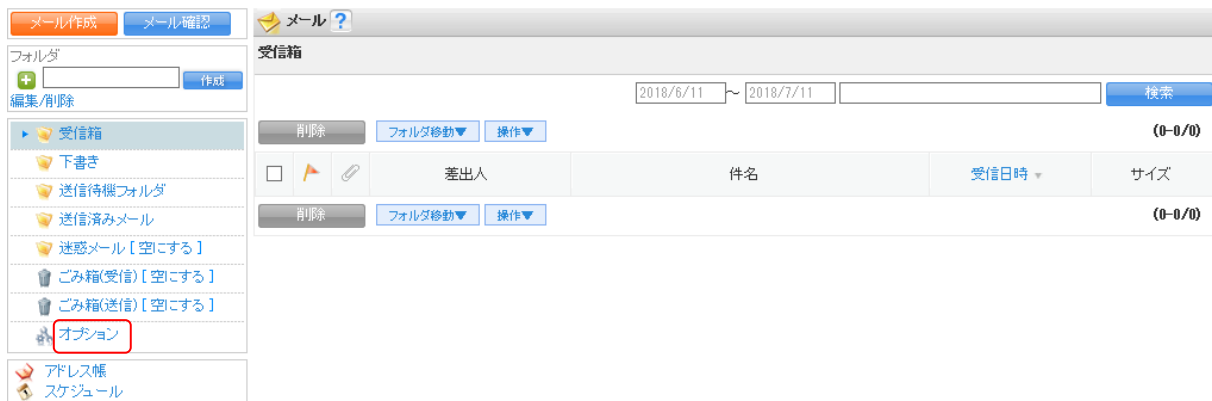 メール作成 メール確認
フォルダ
作成
編集/削除
受信箱
下書き
送信待機フォルダ
送信済みメール
迷惑メール [ 空にする ]
ごみ箱(受信) [ 空にする ]
ごみ箱(送信) [ 空にする ]
オプション
アドレス帳
スケジュール
メール ?
受信箱
2018/6/11 ～ 2018/7/11 検索
削除 フォルダ移動▼ 操作▼ (0-0/0)
差出人 件名 受信日時 ▼ サイズ
削除 フォルダ移動▼ 操作▼ (0-0/0)